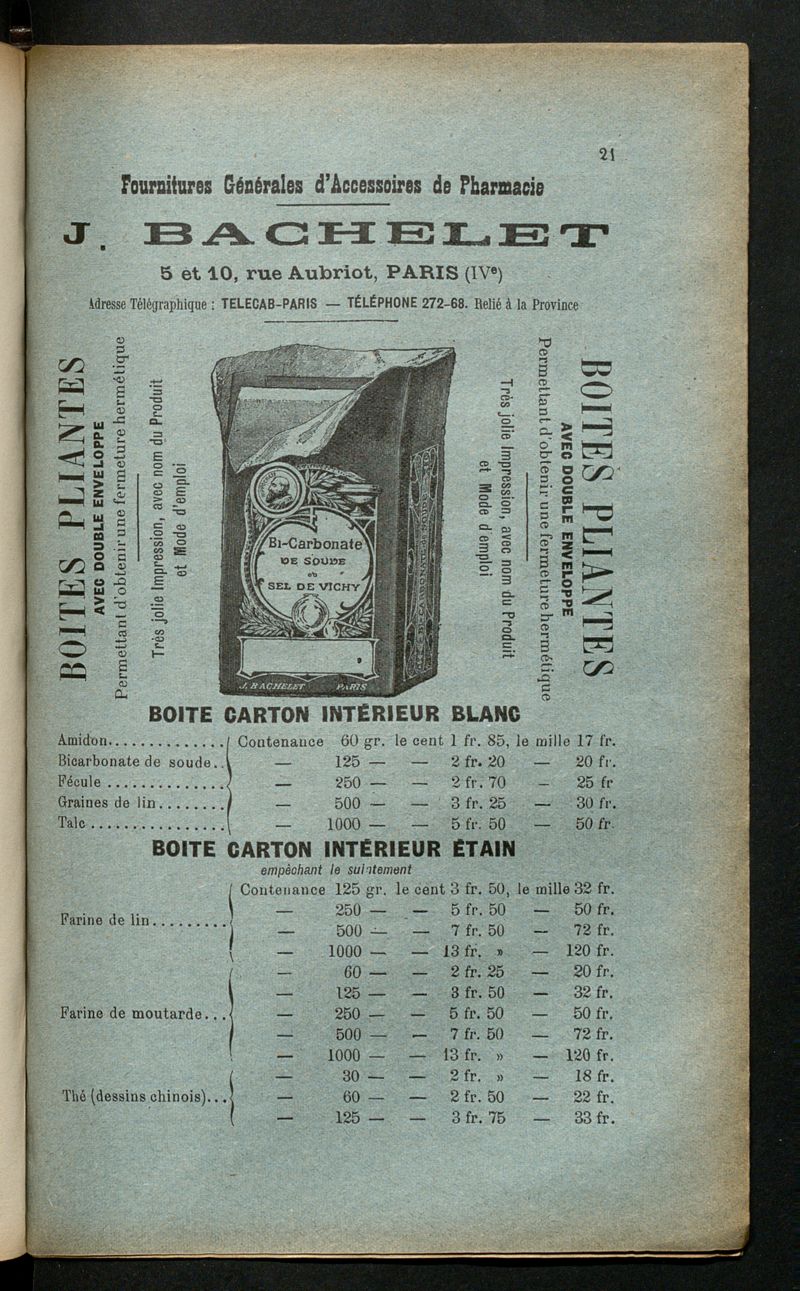 21
Fournitures Générales d'Accessoires de Pharmacie
J. BACHELET
5 et 10, rue Aubriot, PARIS (IVe)
Adresse Télégraphique : TELECAB-PARIS — TÉLÉPHONE 272-68. Relié à la Province
BOITES PLIANTES
AVEC DOUBLE ENVELOPPE
Permettant d'obtenir une fermeture hermétique
Très jolie Impression, avec nom du Produit
et Mode d'emploi
Bi-Carbonate
DE SOUDE
ou
SEL DE VICHY
J. BACHELET PARIS
Très jolie Impression, avec nom du Produit
et Mode d'emploi
Permettant d'obtenir une fermeture hermétique
AVEC DOUBLE ENVELOPPE
BOITES PLIANTES
BOITE CARTON INTÉRIEUR BLANC
Amidon.............. Contenance 60 gr. le cent 1 fr. 85, le mille 17 fr.
Bicarbonate de soude.. — 125 — — 2 fr. 20 — 20 fr.
Fécule .............. — 250 — — 2 fr. 70 — 25 fr
Graines de lin........ — 500 — — 3 fr. 25 — 30 fr.
Talc ................ — 1000 — — 5 fr. 50 — 50 fr.
BOITE CARTON INTÉRIEUR ÉTAIN
empêchant le suintement
Contenance 125 gr. le cent 3 fr. 50, le mille 32 fr.
— 250 — — 5 fr. 50 — 50 fr.
Farine de lin.........
— 500 — — 7 fr. 50 — 72 fr.
— 1000 — — 13 fr. » — 120 fr.
— 60 — — 2 fr. 25 — 20 fr.
— 125 — — 3 fr. 50 — 32 fr.
Farine de moutarde... — 250 — — 5 fr. 50 — 50 fr.
— 500 — — 7 fr. 50 — 72 fr.
— 1000 — — 13 fr. » — 120 fr.
— 30 — — 2 fr. » — 18 fr.
Thé (dessins chinois)... — 60 — — 2 fr. 50 — 22 fr.
— 125 — — 3 fr. 75 — 33 fr.